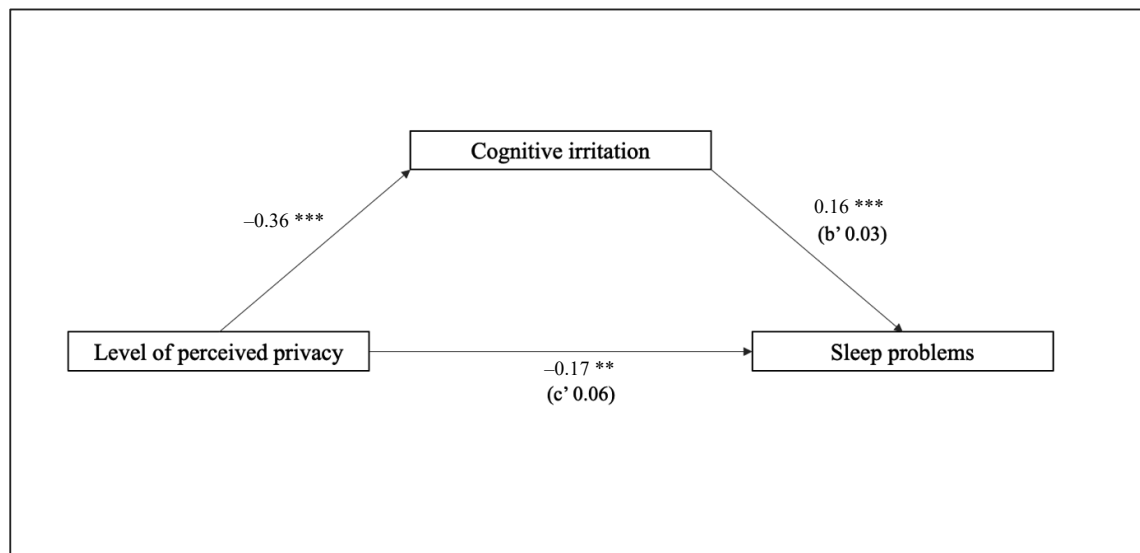 Cognitive irritation
–0.36 ***
0.16 ***
(b’ 0.03)
Level of perceived privacy
Sleep problems
–0.17 **
(c’ 0.06)